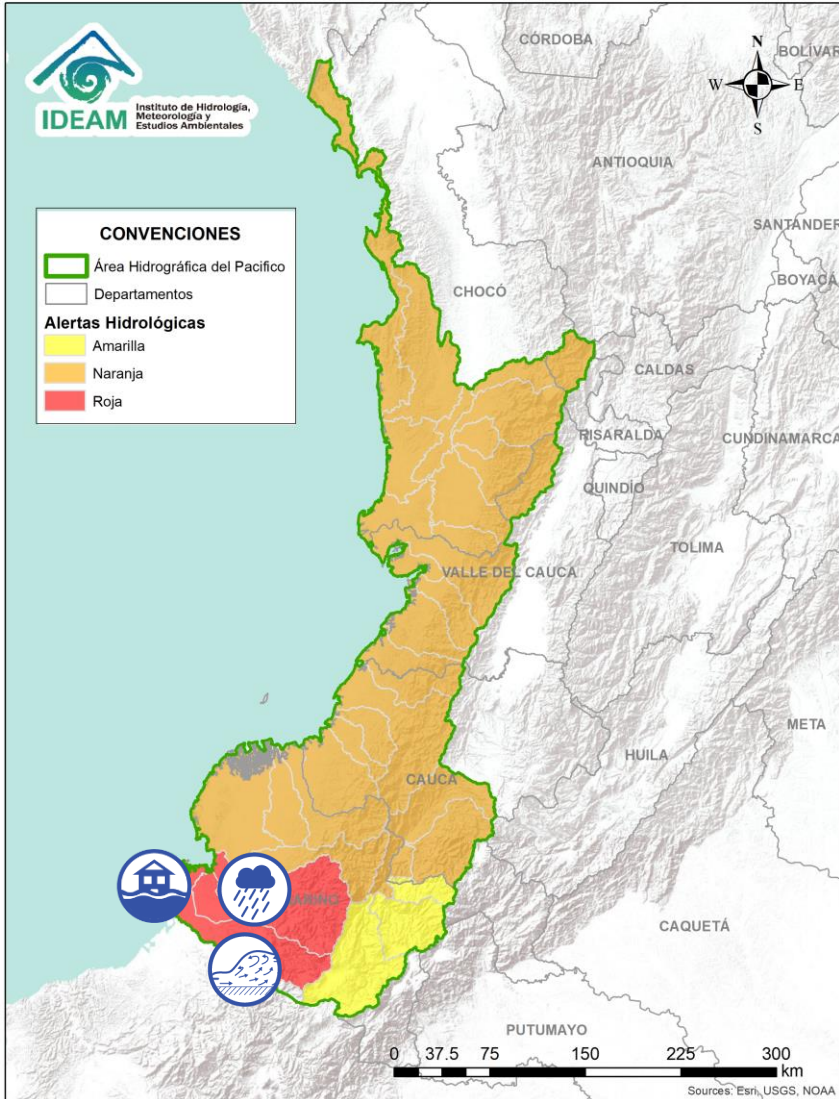 CÓRDOBA
BOLÍVAR
N
W
E
S
IDEAM
Instituto de Hidrología,
Meteorología y
Estudios Ambientales
ANTIOQUIA
SANTANDER
BOYACÁ
CONVENCIONES
Área Hidrográfica del Pacifico
Departamentos
Alertas Hidrológicas
Amarilla
Naranja
Roja
CHOCÓ
CALDAS
RISARALDA
CUNDINAMARCA
QUINDÍO
TOLIMA
VALLE DEL CAUCA
META
HUILA
CAUCA
CAQUETÁ
PUTUMAYO
0 37.5 75 150 225 300
km
Sources: Esri, USGS, NOAA